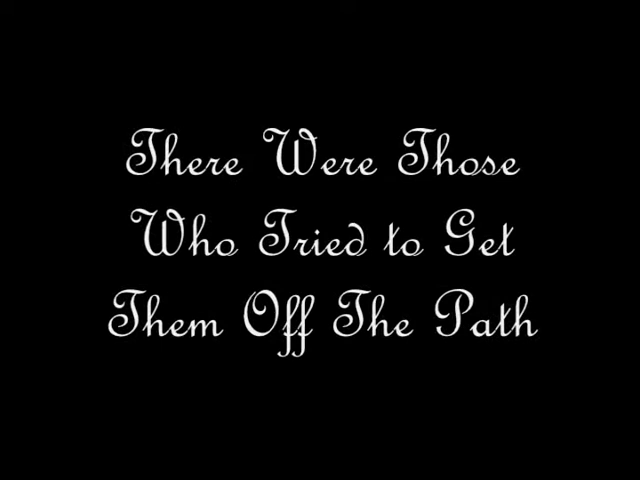 There Were Those
Who Tried to Get
Them Off The Path